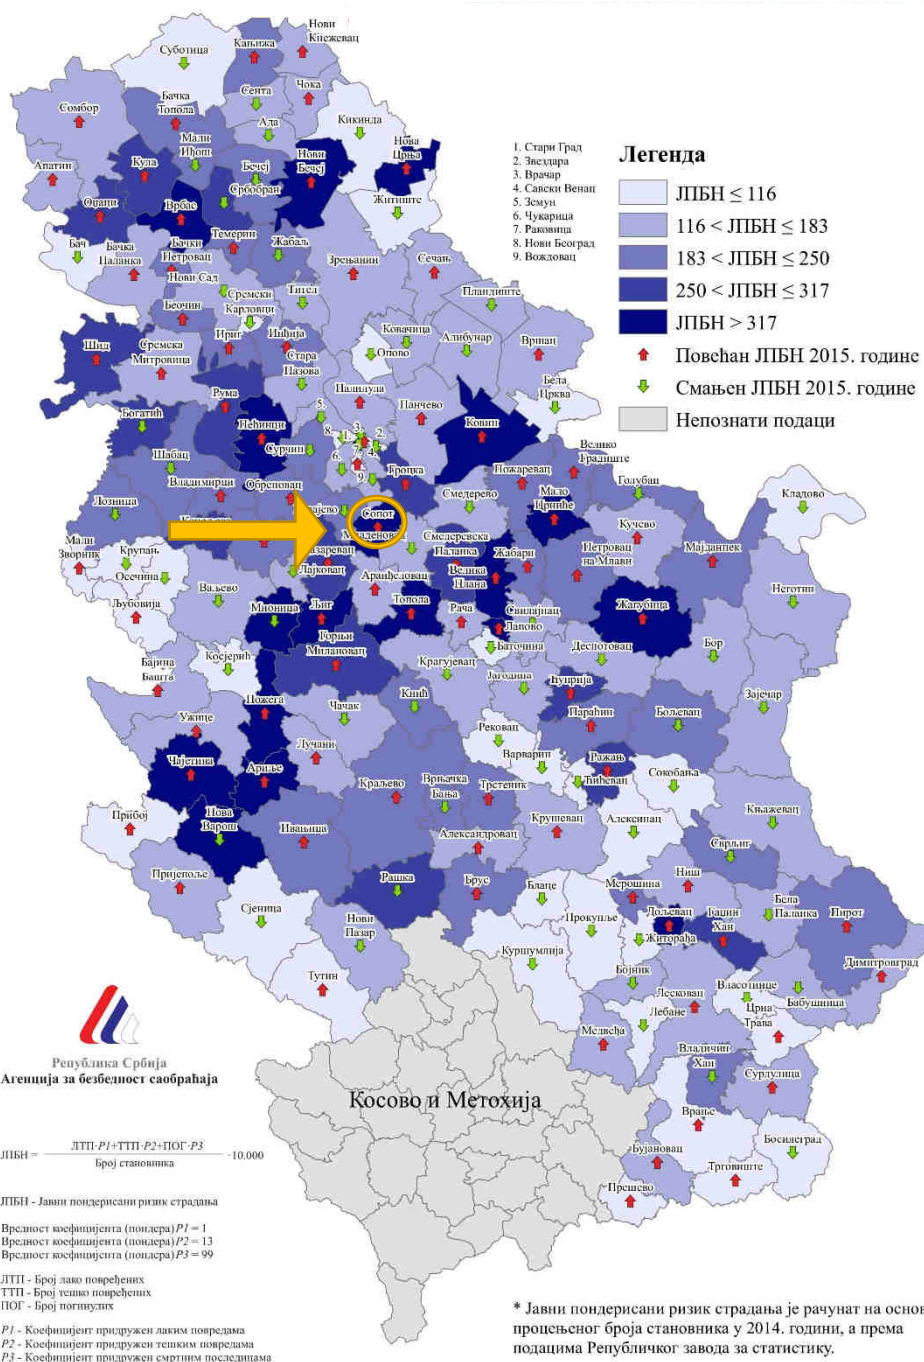 Суботица
Кањижа
Нови
Кнежевац
Сомбор
Бачка
Топола
Сента
Чока
Ада
Кикинда
Мали
Иђош
Нова
Црња
Апатин
Кула
Бечеј
Нови
Бечеј
Србобран
Житиште
Оџаци
Врбас
Темерин
Жабаљ
Бач
Бачка
Паланка
Бачки
Петровац
Нови Сад
Зрењанин
Сечањ
Сремски
Карловци
Тител
Пландиште
Беочин
Ириг
Инђија
Ковачица
Опово
Алибунар
Вршац
Шид
Сремска
Митровица
Стара
Пазова
Бела
Црква
Рума
Палилула
Панчево
Богатић
Пећинци
Ковин
Сурчин
Шабац
Гроцка
Пожаревац
Велико
Градиште
Владимирци
Обреновац
Смедерево
Мало
Црниће
Голубац
Кладово
Лозница
Сопот
Младеновац
Смедеревска
Паланка
Кучево
Мали
Зворник
Крупањ
Осечина
Лајковац
Аранђеловац
Велика
Плана
Жабари
Петровац
на Млави
Мајданпек
Љубовија
Ваљево
Мионица
Љиг
Топола
Рача
Свилајнац
Лапово
Жагубица
Неготин
Косјерић
Горњи
Милановац
Баточина
Деспотовац
Бор
Бајина
Башта
Крагујевац
Јагодина
Ћуприја
Зајечар
Пожега
Чачак
Кнић
Параћин
Бољевац
Ужице
Лучани
Рековац
Варварин
Ражањ
Чајетина
Ариље
Краљево
Врњачка
Бања
Трстеник
Ћићевац
Сокобања
Прибој
Нова
Варош
Ивањица
Александровац
Крушевац
Алексинац
Књажевац
Сврљиг
Пријепоље
Рашка
Брус
Блаце
Мерошина
Ниш
Бела
Паланка
Пирот
Сјеница
Нови
Пазар
Прокупље
Дољевац
Житорађа
Гаџин
Хан
Куршумлија
Димитровград
Тутин
Бојник
Лесковац
Власотинце
Бабушница
Медвеђа
Лебане
Црна
Трава
Владичин
Хан
Сурдулица
Врање
Босилеград
Бујановац
Трговиште
Прешево
Косово и Метохија
1. Стари Град
2. Звездара
3. Врачар
4. Савски Венац
5. Земун
6. Чукарица
7. Раковица
8. Нови Београд
9. Вождовац
Легенда
ЈПБН ≤ 116
116 < ЈПБН ≤ 183
183 < ЈПБН ≤ 250
250 < ЈПБН ≤ 317
ЈПБН > 317
Повећан ЈПБН 2015. године
Смањен ЈПБН 2015. године
Непознати подаци
Република Србија
Агенција за безбедност саобраћаја
ЈПБН = ЛТП·P1+ТТП·P2+ПОГ·P3
Број становника
·10.000
ЈПБН - Јавни пондерисани ризик страдања
Вредност коефицијента (пондера) P1 = 1
Вредност коефицијента (пондера) P2 = 13
Вредност коефицијента (пондера) P3 = 99
ЛТП - Број лако повређених
ТТП - Број тешко повређених
ПОГ - Број погинулих
P1 - Коефицијент придружен лаким повредама
P2 - Коефицијент придружен тешким повредама
P3 - Коефицијент придружен смртним последицама
* Јавни пондерисани ризик страдања је рачунат на основ
процењеног броја становника у 2014. години, а према
подацима Републичког завода за статистику.